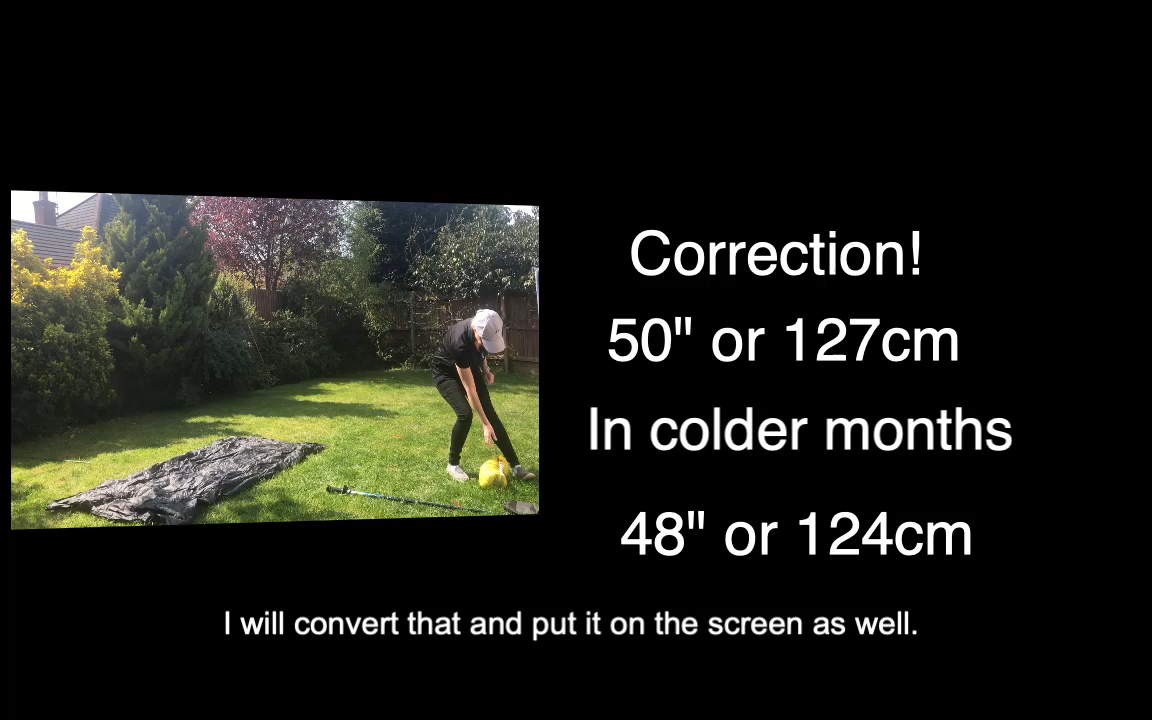 Correction!
50" or 127cm
In colder months
48" or 124cm
I will convert that and put it on the screen as well.